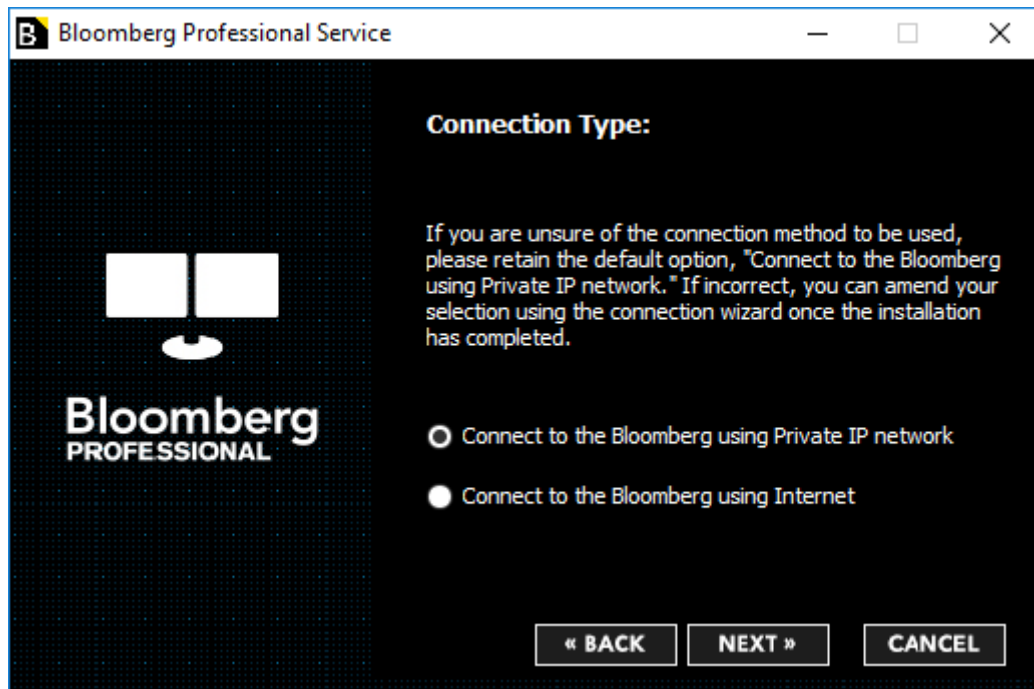 Bloomberg Professional Service
Connection Type:
If you are unsure of the connection method to be used,
please retain the default option, "Connect to the Bloomberg
using Private IP network." If incorrect, you can amend your
selection using the connection wizard once the installation
has completed.
Bloomberg
PROFESSIONAL
Connect to the Bloomberg using Private IP network
Connect to the Bloomberg using Internet
« BACK
NEXT »
CANCEL